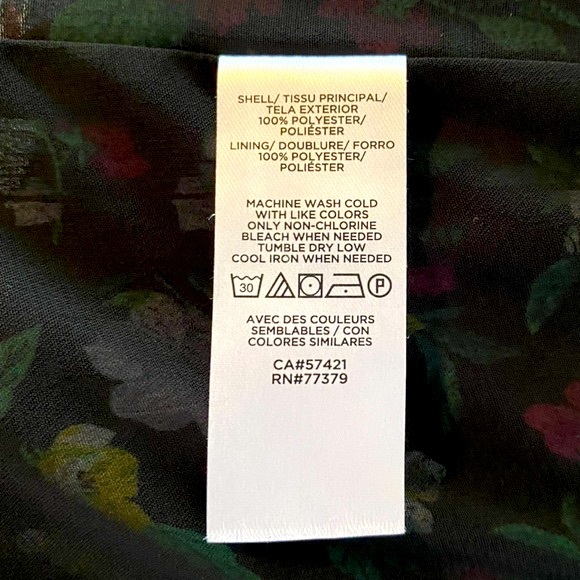 SHELL/ TISSU PRINCIPAL/
TELA EXTERIOR
100% POLYESTER/
POLIÉSTER
LINING/ DOUBLURE/ FORRO
100% POLYESTER/
POLIÉSTER
MACHINE WASH COLD
WITH LIKE COLORS
ONLY NON-CHLORINE
BLEACH WHEN NEEDED
TUMBLE DRY LOW
COOL IRON WHEN NEEDED
30 P
AVEC DES COULEURS
SEMBLABLES / CON
COLORES SIMILARES
CA#57421
RN#77379